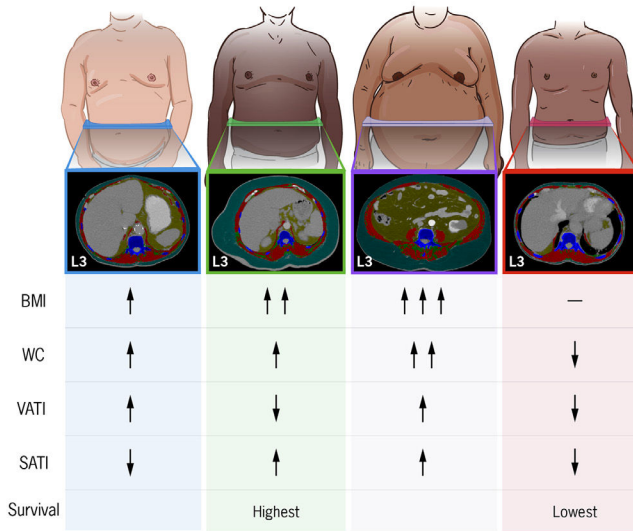 L3 L3 L3 L3
BMI ↑ ↑↑ ↑↑↑ —
WC ↑ ↑ ↑↑ ↓
VATI ↑ ↓ ↑ ↓
SATI ↓ ↑ ↑ ↓
Survival Highest Lowest